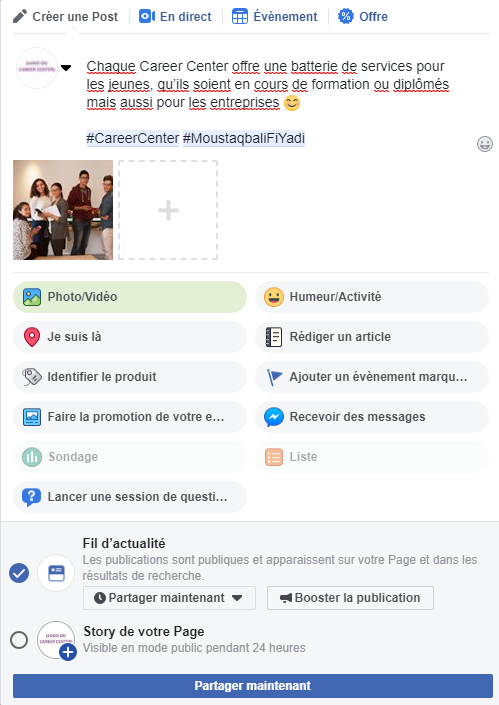 Créer une Post
En direct
Évènement
Offre
Chaque Career Center offre une batterie de services pour
les jeunes, qu'ils soient en cours de formation ou diplômés
mais aussi pour les entreprises 😊
#CareerCenter #MoustaqbaliFiYadi
Photo/Vidéo
Humeur/Activité
Je suis là
Rédiger un article
Identifier le produit
Ajouter un évènement marqu...
Faire la promotion de votre e...
Recevoir des messages
Sondage
Liste
Lancer une session de questi...
Fil d'actualité
Les publications sont publiques et apparaissent sur votre Page et dans les
résultats de recherche.
Partager maintenant
Booster la publication
Story de votre Page
Visible en mode public pendant 24 heures
Partager maintenant